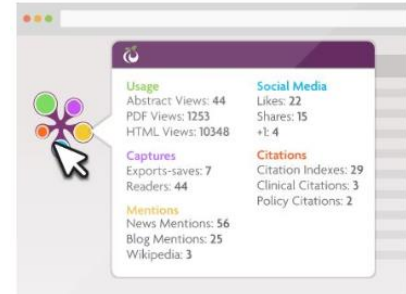 Usage
Abstract Views: 44
PDF Views: 1253
HTML Views: 10348
Captures
Exports-saves: 7
Readers: 44
Mentions
News Mentions: 56
Blog Mentions: 25
Wikipedia: 3
Social Media
Likes: 22
Shares: 15
+1: 4
Citations
Citation Indexes: 29
Clinical Citations: 3
Policy Citations: 2